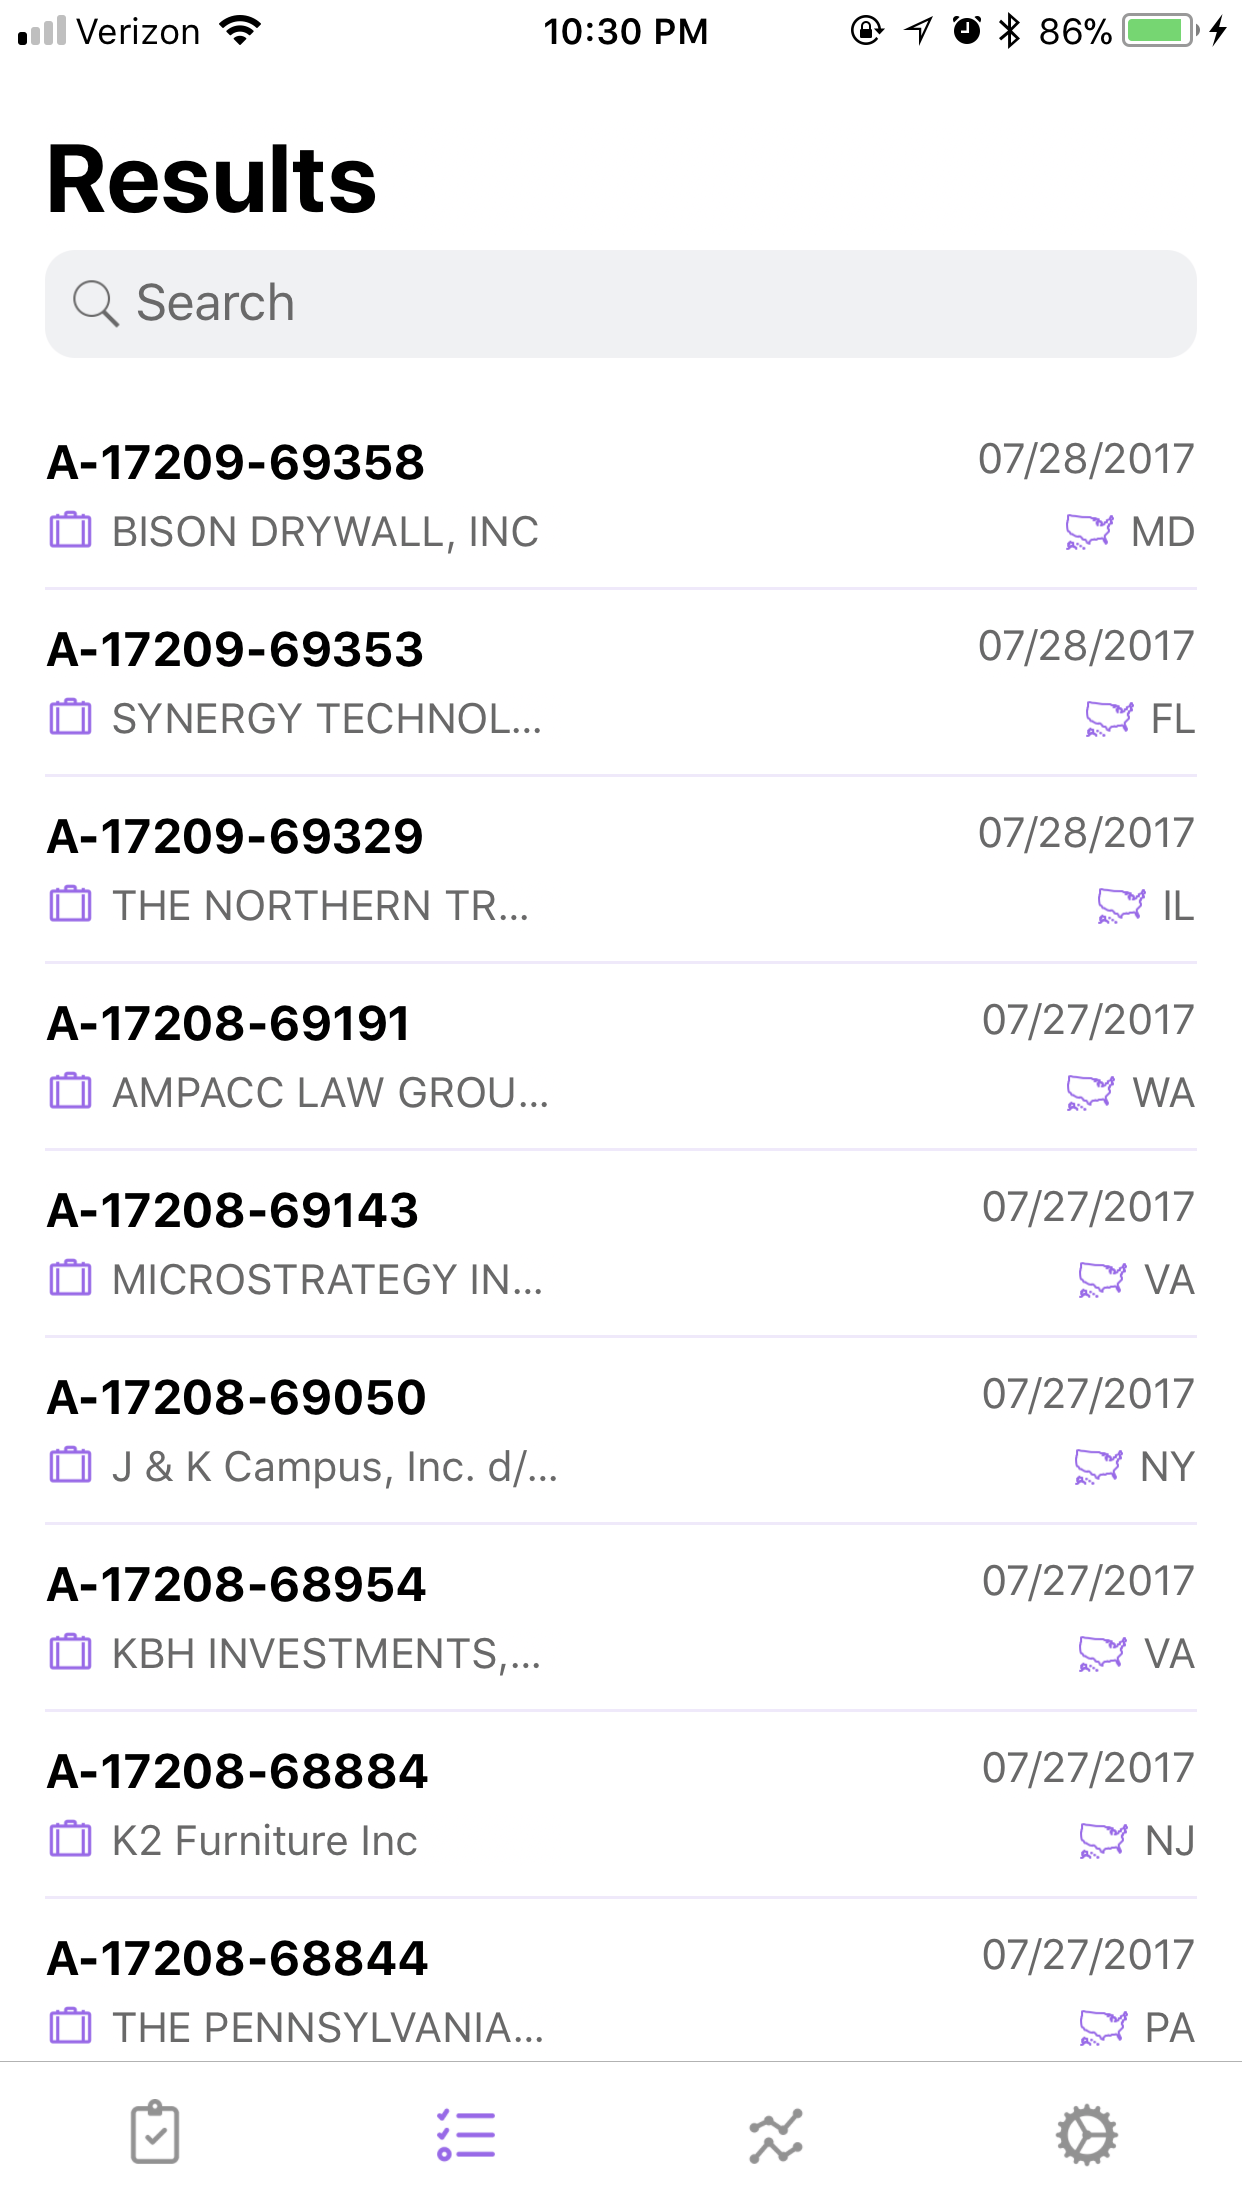 Verizon 10:30 PM 86%
Results
Search
A-17209-69358 07/28/2017
BISON DRYWALL, INC MD
A-17209-69353 07/28/2017
SYNERGY TECHNOL... FL
A-17209-69329 07/28/2017
THE NORTHERN TR... IL
A-17208-69191 07/27/2017
AMPACC LAW GROU... WA
A-17208-69143 07/27/2017
MICROSTRATEGY IN... VA
A-17208-69050 07/27/2017
J & K Campus, Inc. d/... NY
A-17208-68954 07/27/2017
KBH INVESTMENTS,... VA
A-17208-68884 07/27/2017
K2 Furniture Inc NJ
A-17208-68844 07/27/2017
THE PENNSYLVANIA... PA